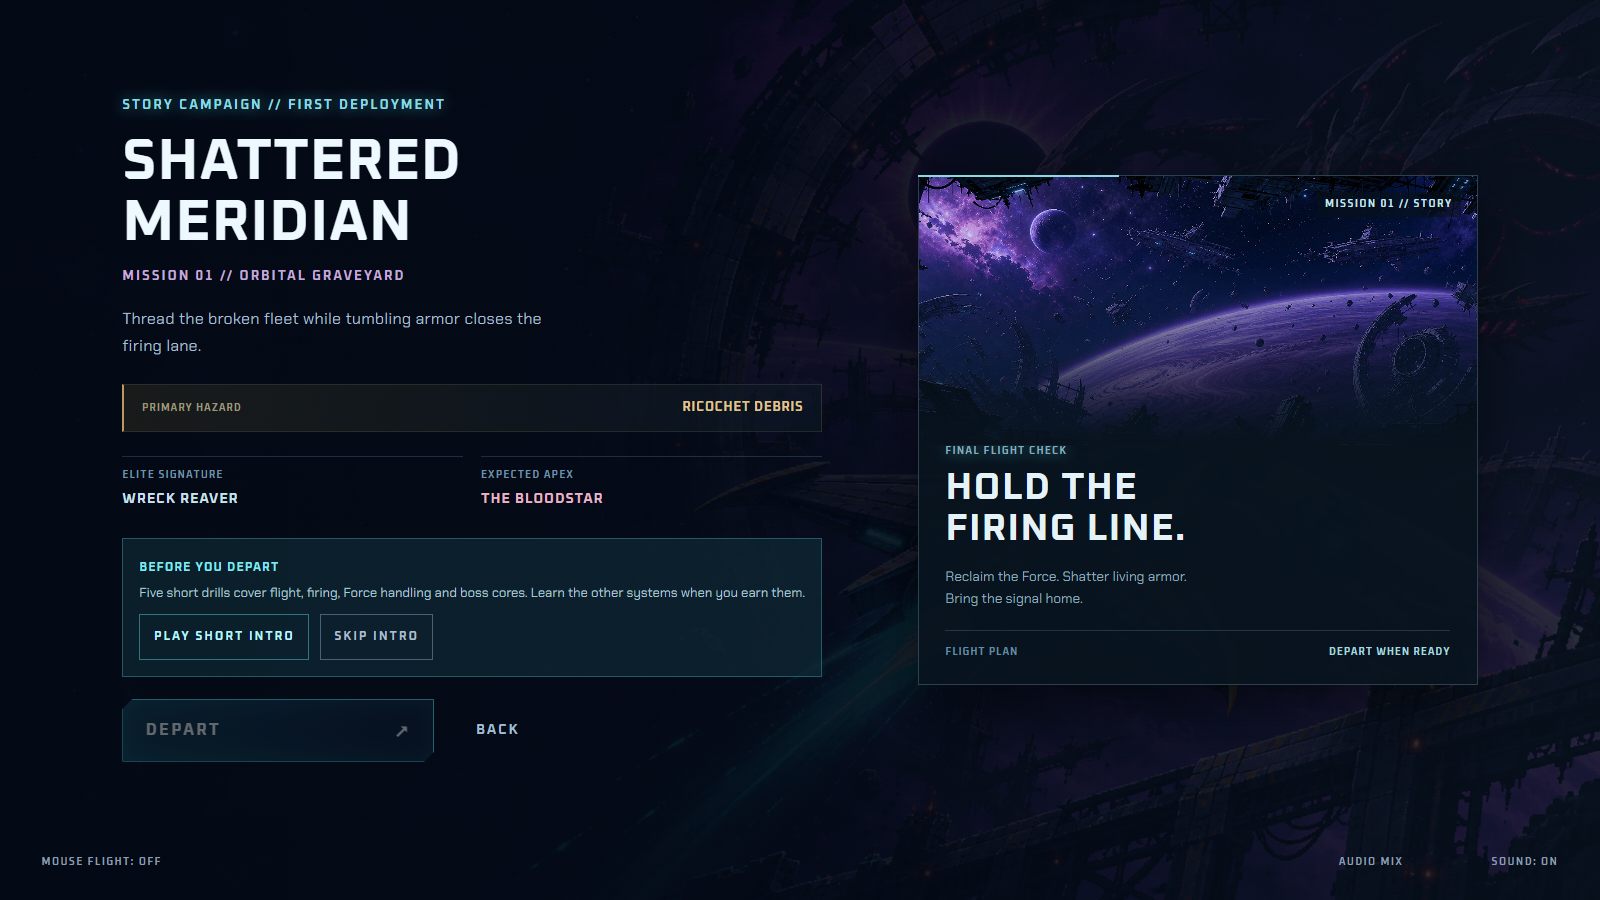 STORY CAMPAIGN // FIRST DEPLOYMENT
SHATTERED
MERIDIAN
MISSION 01 // ORBITAL GRAVEYARD
Thread the broken fleet while tumbling armor closes the
firing lane.
PRIMARY HAZARD
RICOCHET DEBRIS
ELITE SIGNATURE
WRECK REAVER
EXPECTED APEX
THE BLOODSTAR
BEFORE YOU DEPART
Five short drills cover flight, firing, Force handling and boss cores. Learn the other systems when you earn them.
PLAY SHORT INTRO
SKIP INTRO
DEPART ↗
BACK
MISSION 01 // STORY
FINAL FLIGHT CHECK
HOLD THE
FIRING LINE.
Reclaim the Force. Shatter living armor.
Bring the signal home.
FLIGHT PLAN
DEPART WHEN READY
MOUSE FLIGHT: OFF
AUDIO MIX
SOUND: ON